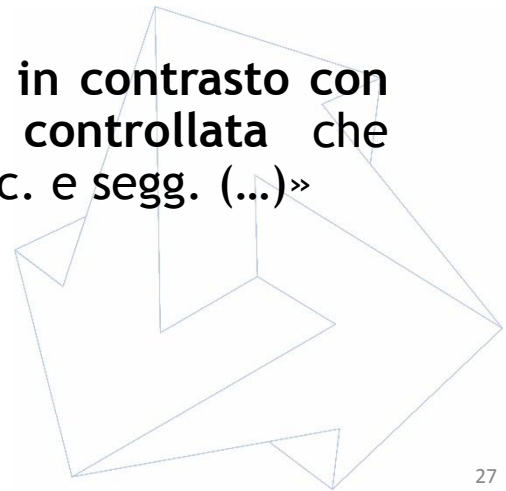 in contrasto con
controllata che
c. e segg. (…)»
27